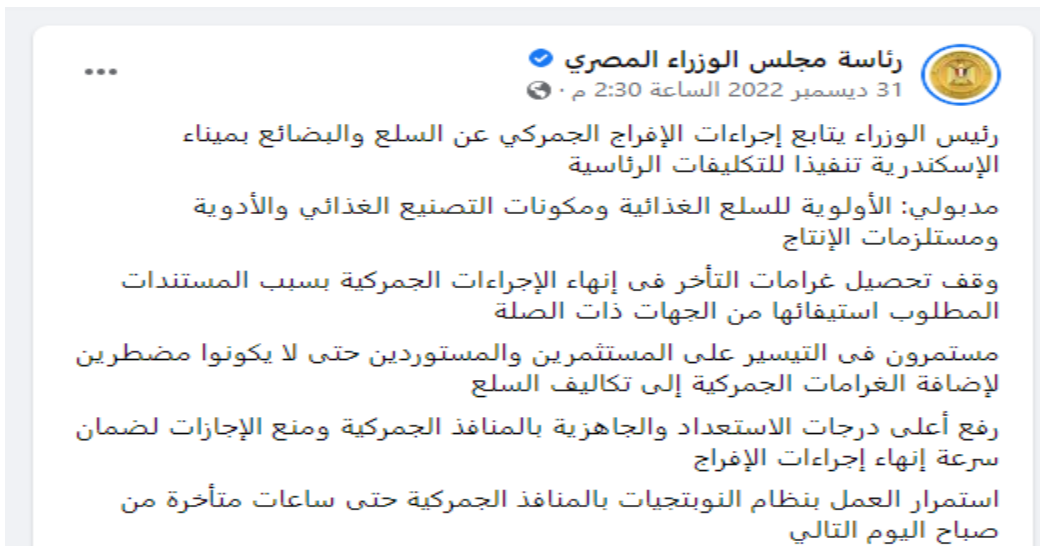 رئاسة مجلس الوزراء المصري
31 ديسمبر 2022 الساعة 2:30 م ·
رئيس الوزراء يتابع إجراءات الإفراج الجمركي عن السلع والبضائع بميناء
الإسكندرية تنفيذا للتكليفات الرئاسية
مدبولي: الأولوية للسلع الغذائية ومكونات التصنيع الغذائي والأدوية
ومستلزمات الإنتاج
وقف تحصيل غرامات التأخر فى إنهاء الإجراءات الجمركية بسبب المستندات
المطلوب استيفائها من الجهات ذات الصلة
مستمرون فى التيسير على المستثمرين والمستوردين حتى لا يكونوا مضطرين
لإضافة الغرامات الجمركية إلى تكاليف السلع
رفع أعلى درجات الاستعداد والجاهزية بالمنافذ الجمركية ومنع الإجازات لضمان
سرعة إنهاء إجراءات الإفراج
استمرار العمل بنظام النوبتجيات بالمنافذ الجمركية حتى ساعات متأخرة من
صباح اليوم التالي